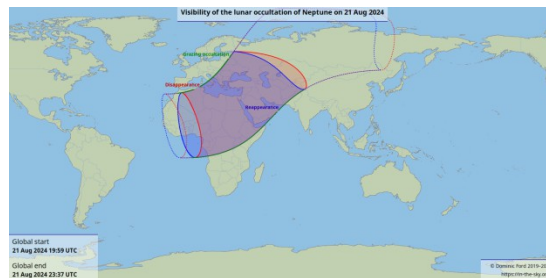 Visibility of the lunar occultation of Neptune on 21 Aug 2024
Grazing occultation
Disappearance
Reappearance
Global start
21 Aug 2024 19:59 UTC
Global end
21 Aug 2024 23:37 UTC
© Dominic Ford 2019–20
https://in-the-sky.o